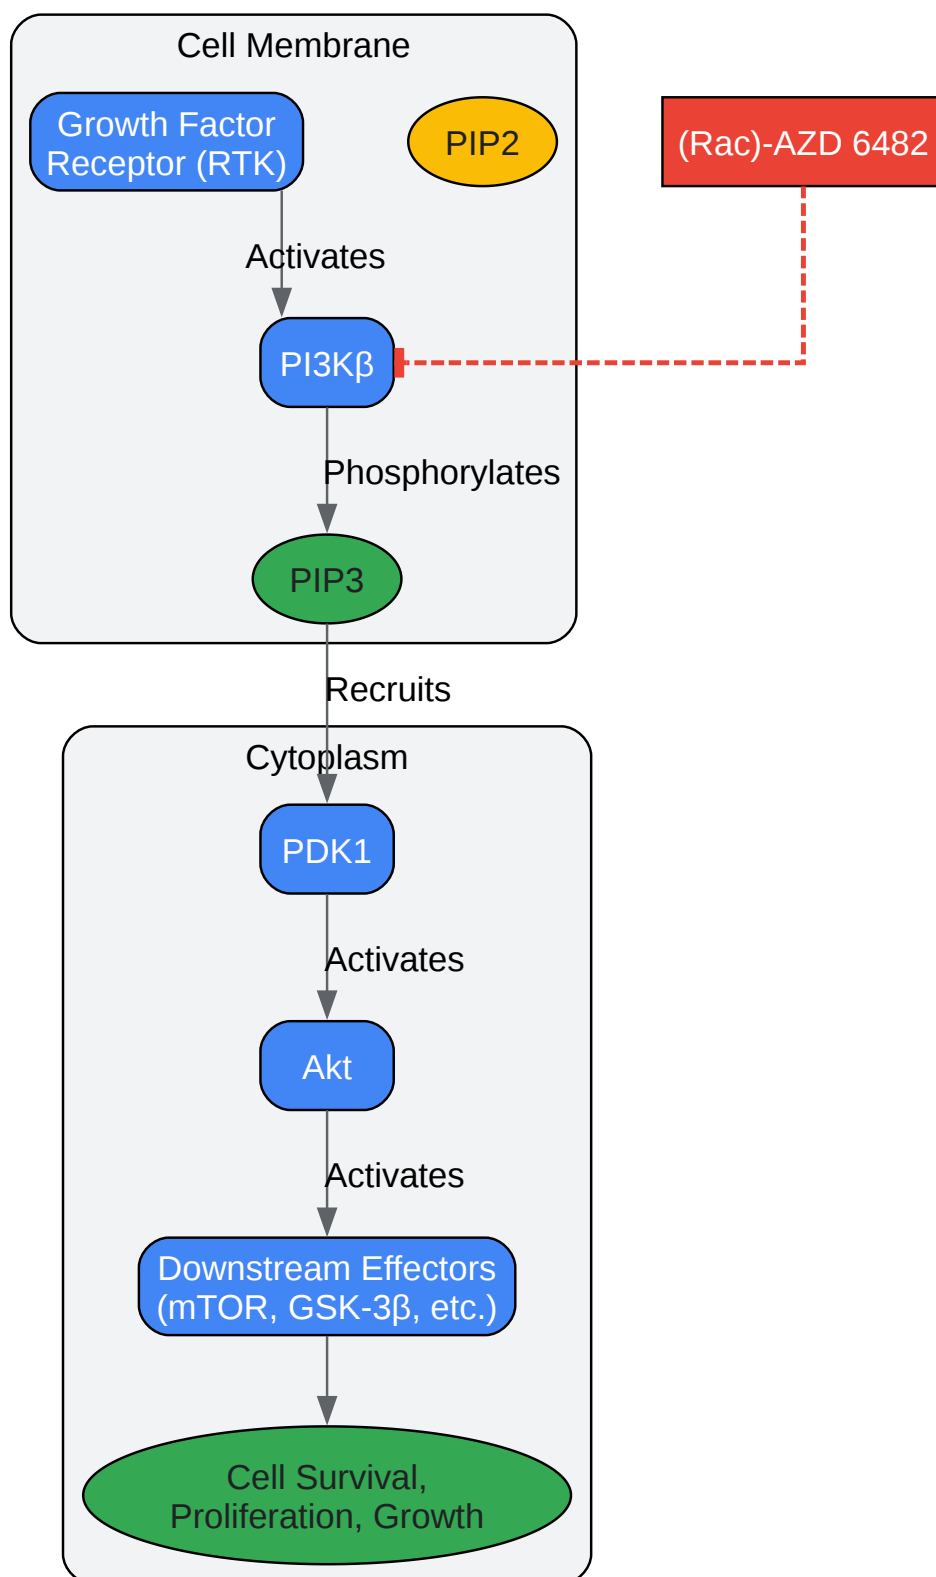 Cell Membrane
Growth Factor
Receptor (RTK)
PIP2
(Rac)-AZD 6482
Activates
PI3Kβ
Phosphorylates
PIP3
Recruits
Cytoplasm
PDK1
Activates
Akt
Activates
Downstream Effectors
(mTOR, GSK-3β, etc.)
Cell Survival,
Proliferation, Growth